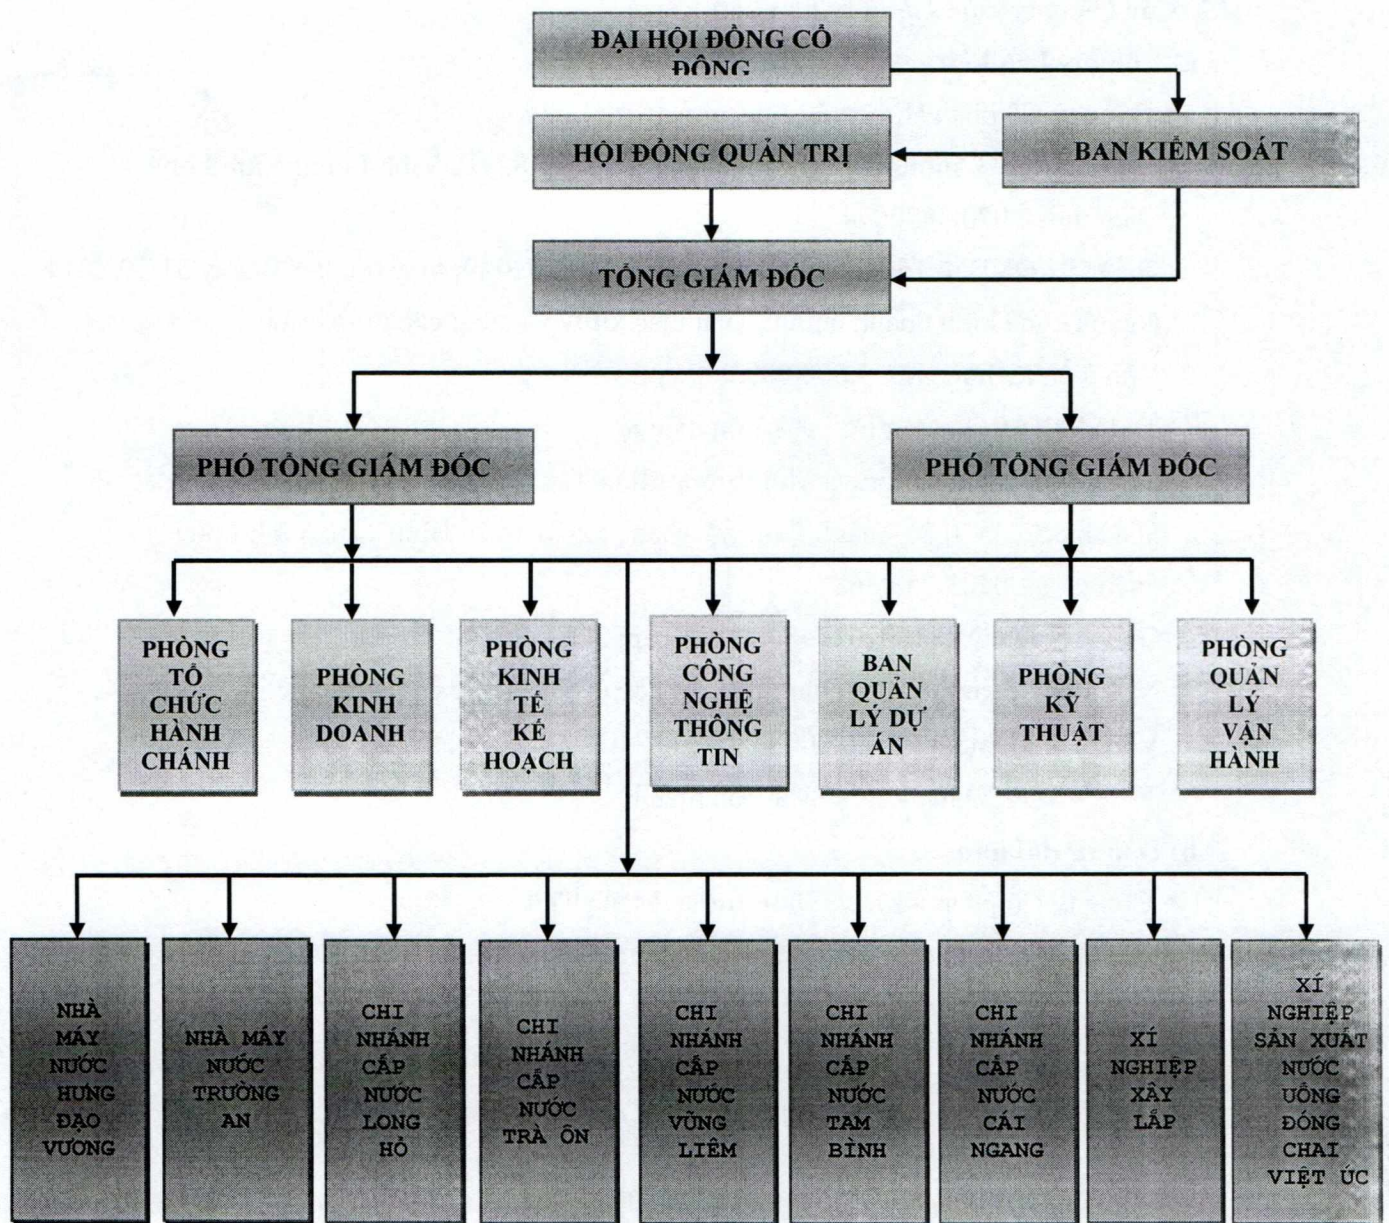 ĐẠI HỘI ĐỒNG CỔ
ĐÔNG
HỘI ĐỒNG QUẢN TRỊ
BAN KIỂM SOÁT
TỔNG GIÁM ĐỐC
PHÓ TỔNG GIÁM ĐỐC
PHÓ TỔNG GIÁM ĐỐC
PHÒNG
TỔ
CHỨC
HÀNH
CHÁNH
PHÒNG
KINH
DOANH
PHÒNG
KINH
TẾ
KẾ
HOẠCH
PHÒNG
CÔNG
NGHỆ
THÔNG
TIN
BAN
QUẢN
LÝ DỰ
ÁN
PHÒNG
KỸ
THUẬT
PHÒNG
QUẢN
LÝ
VẬN
HÀNH
NHÀ
MÁY
NƯỚC
HƯNG
ĐẠO
VƯƠNG
NHÀ MÁY
NƯỚC
TRƯỜNG
AN
CHI
NHÁNH
CẤP
NƯỚC
LONG
HỒ
CHI
NHÁNH
CẤP
NƯỚC
TRÀ ÔN
CHI
NHÁNH
CẤP
NƯỚC
VŨNG
LIÊM
CHI
NHÁNH
CẤP
NƯỚC
TAM
BÌNH
CHI
NHÁNH
CẤP
NƯỚC
CÁI
NGANG
XÍ
NGHIỆP
XÂY
LẮP
XÍ
NGHIỆP
SẢN XUẤT
NƯỚC
UỐNG
ĐÓNG
CHAI
VIỆT ÚC